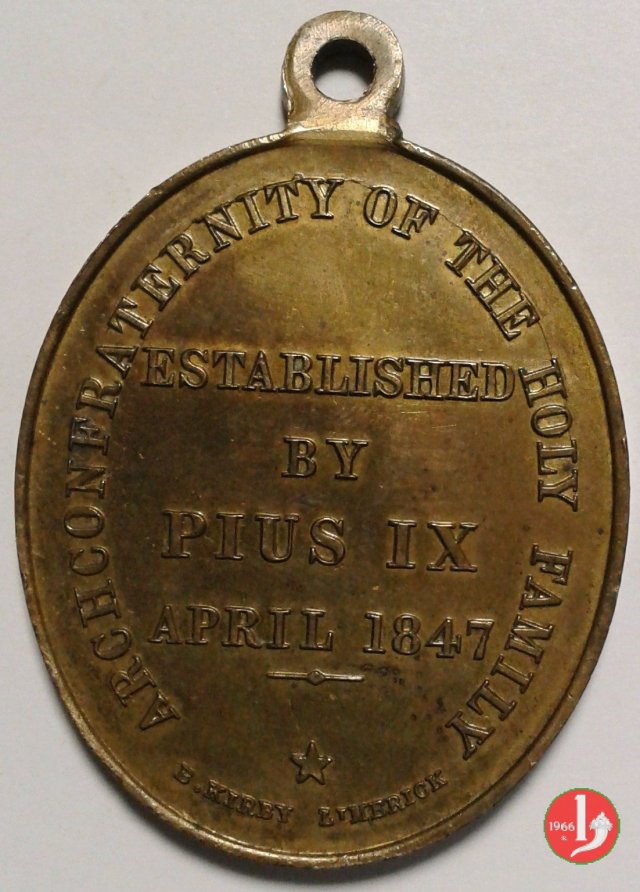 ARCHCONFRATERNITY OF THE HOLY FAMILY
ESTABLISHED
BY
PIUS IX
APRIL 1847
B. KIRBY LIMERICK
1966